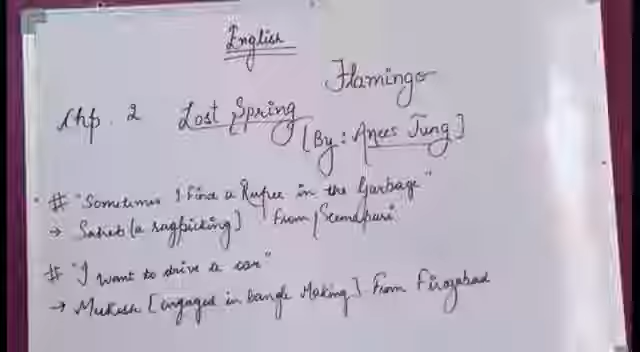 English
Flamingo
Chp. 2 Lost Spring
[By: Anees Jung]
# "Sometimes I Find a Rupee in the Garbage"
→ Saheb (a ragpicking] From Seemapuri
# "I want to drive a car"
→ Mukesh [engaged in bangle Making] From Firozabad